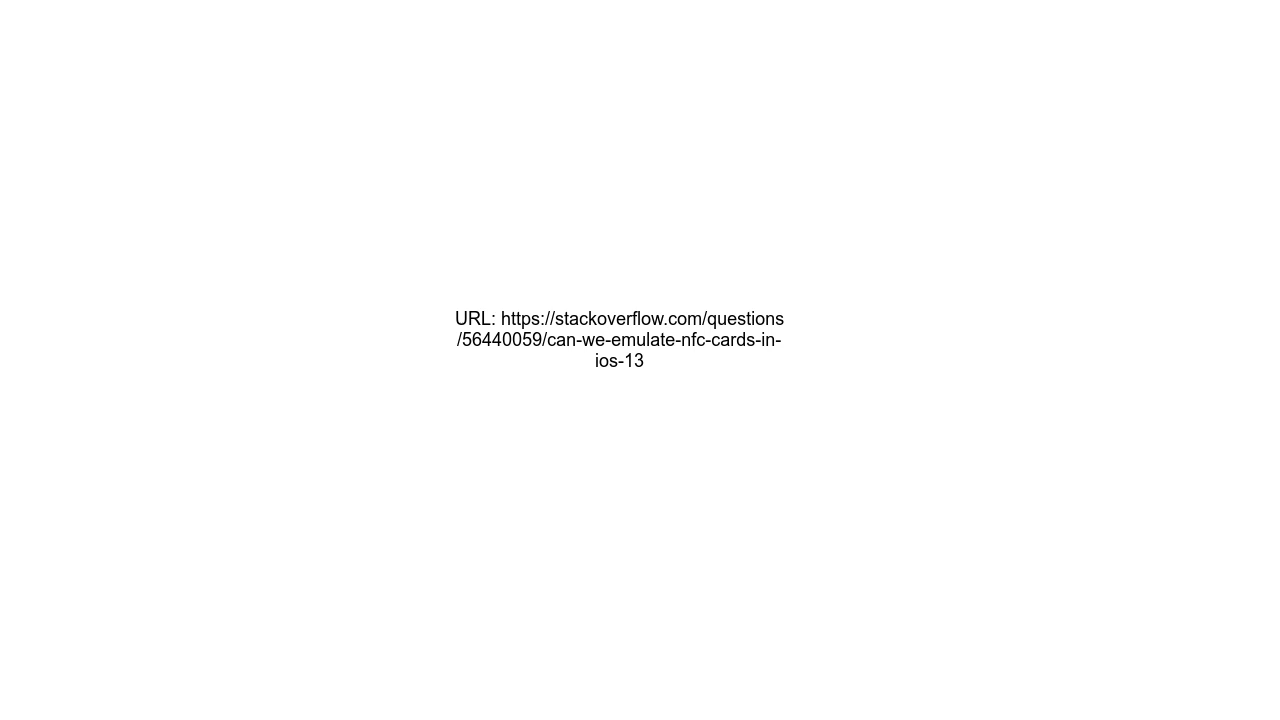 URL: https://stackoverflow.com/questions
/56440059/can-we-emulate-nfc-cards-in-
ios-13